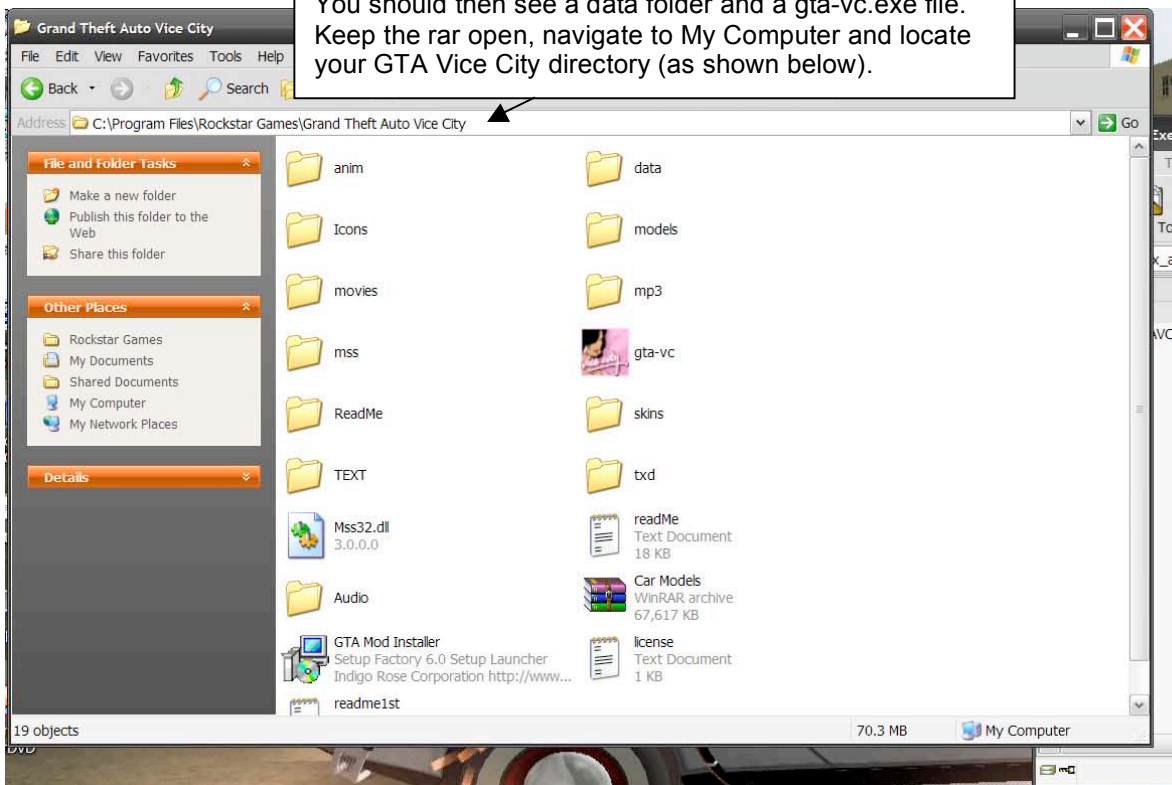 You should then see a data folder and a gta-vc.exe file.
Keep the rar open, navigate to My Computer and locate
your GTA Vice City directory (as shown below).
Grand Theft Auto Vice City
File Edit View Favorites Tools Help
Back Search
Address C:\Program Files\Rockstar Games\Grand Theft Auto Vice City Go
File and Folder Tasks
Make a new folder
Publish this folder to the
Web
Share this folder
Other Places
Rockstar Games
My Documents
Shared Documents
My Computer
My Network Places
Details
anim
data
Icons
models
movies
mp3
mss
gta-vc
ReadMe
skins
TEXT
txd
Mss32.dll
3.0.0.0
readMe
Text Document
18 KB
Audio
Car Models
WinRAR archive
67,617 KB
GTA Mod Installer
Setup Factory 6.0 Setup Launcher
Indigo Rose Corporation http://www...
license
Text Document
1 KB
readme1st
19 objects
70.3 MB
My Computer